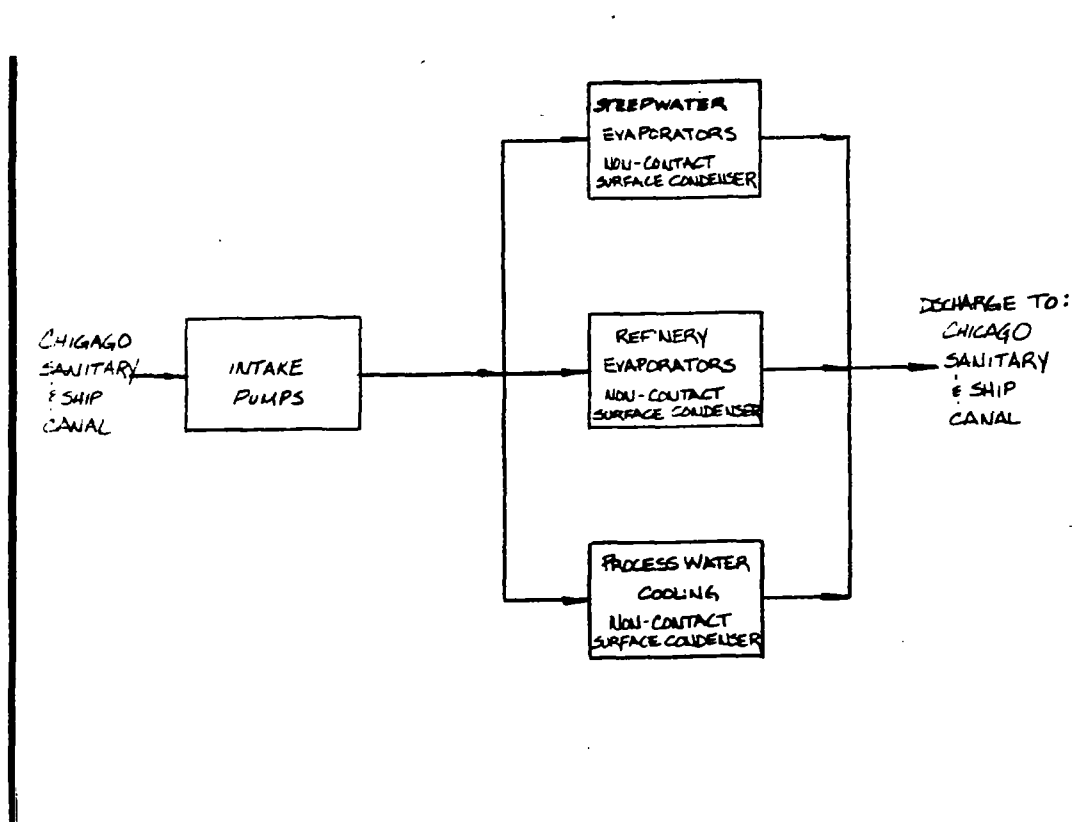 CHIGAGO
SANITARY
& SHIP
CANAL
INTAKE
PUMPS
STEEPWATER
EVAPORATORS
NON-CONTACT
SURFACE CONDENSER
REFINERY
EVAPORATORS
NON-CONTACT
SURFACE CONDENSER
PROCESS WATER
COOLING
NON-CONTACT
SURFACE CONDENSER
DISCHARGE TO:
CHICAGO
SANITARY
& SHIP
CANAL